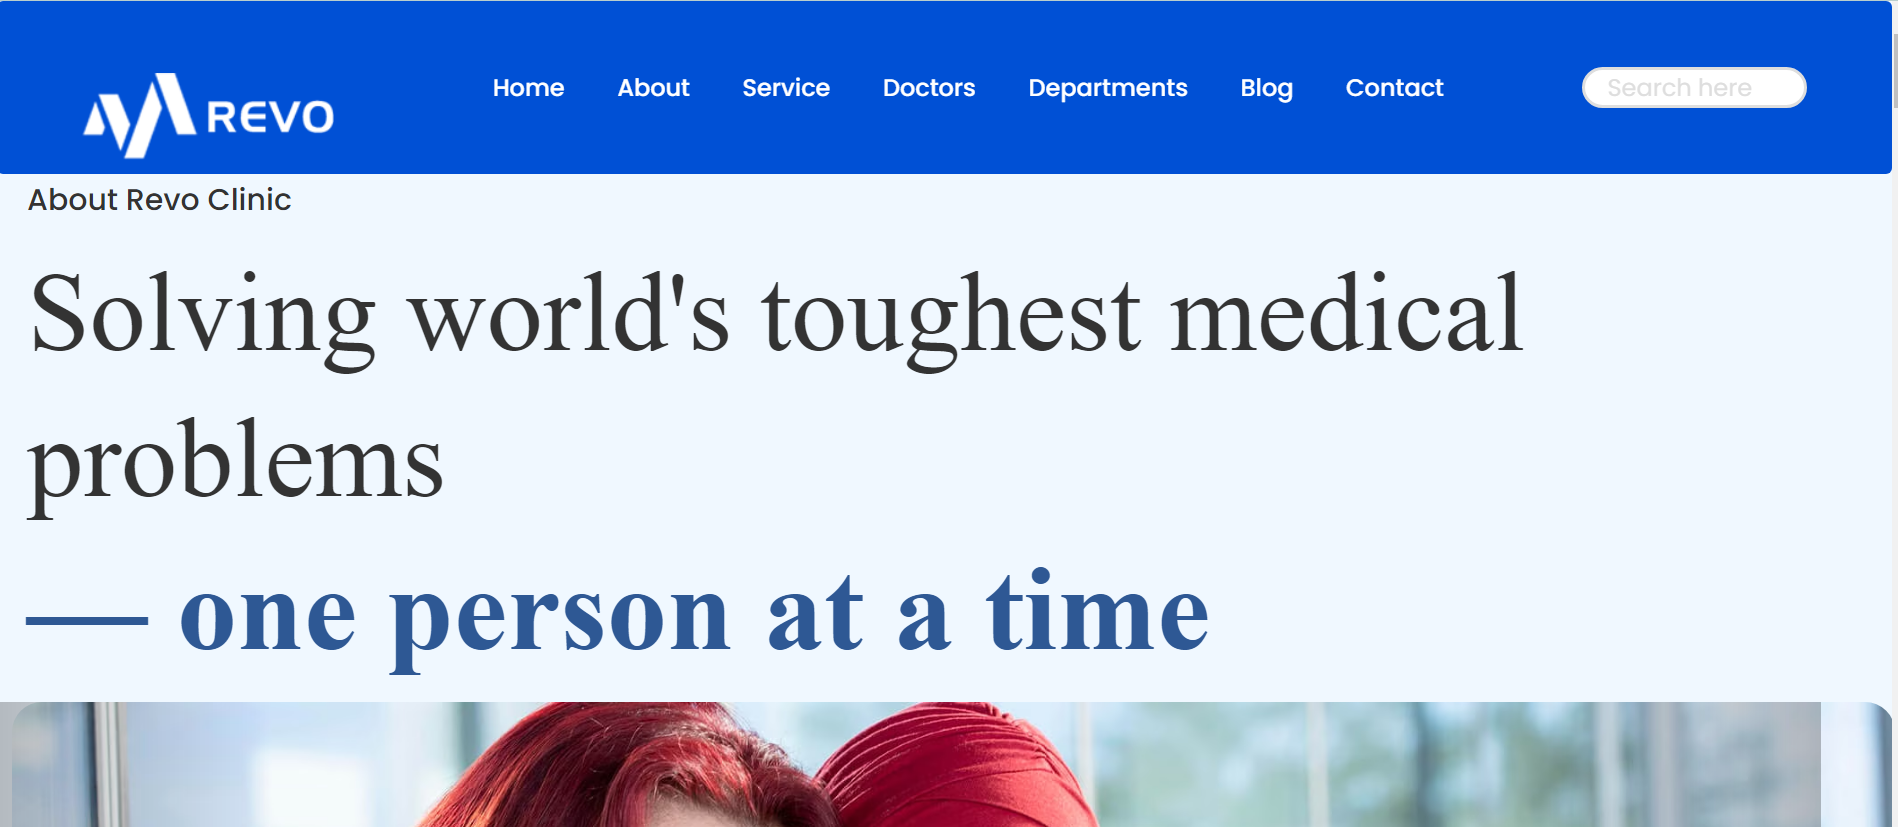 REVO
Home About Service Doctors Departments Blog Contact
Search here
About Revo Clinic
Solving world's toughest medical
problems
— one person at a time